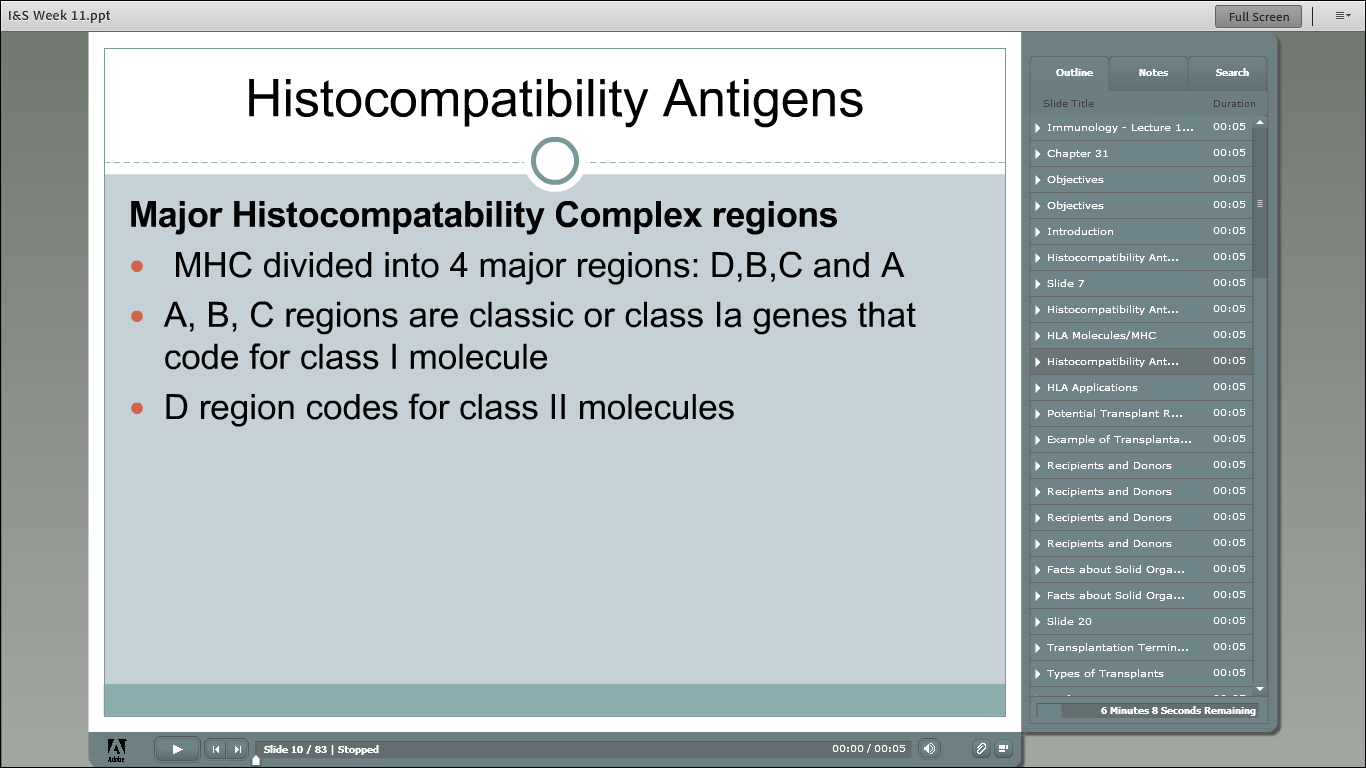 I&S Week 11.ppt
Full Screen
Histocompatibility Antigens
Major Histocompatability Complex regions
MHC divided into 4 major regions: D,B,C and A
A, B, C regions are classic or class Ia genes that
code for class I molecule
D region codes for class II molecules
Outline Notes Search
Slide Title Duration
Immunology - Lecture 1... 00:05
Chapter 31 00:05
Objectives 00:05
Objectives 00:05
Introduction 00:05
Histocompatibility Ant... 00:05
Slide 7 00:05
Histocompatibility Ant... 00:05
HLA Molecules/MHC 00:05
Histocompatibility Ant... 00:05
HLA Applications 00:05
Potential Transplant R... 00:05
Example of Transplanta... 00:05
Recipients and Donors 00:05
Recipients and Donors 00:05
Recipients and Donors 00:05
Recipients and Donors 00:05
Facts about Solid Orga... 00:05
Facts about Solid Orga... 00:05
Slide 20 00:05
Transplantation Termin... 00:05
Types of Transplants 00:05
6 Minutes 8 Seconds Remaining
Adobe
Slide 10 / 83 | Stopped
00:00 / 00:05